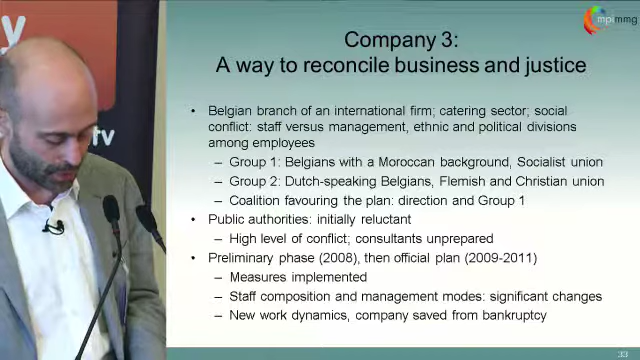 mpimmg
y
tv
Company 3:
A way to reconcile business and justice
• Belgian branch of an international firm; catering sector; social
conflict: staff versus management, ethnic and political divisions
among employees
– Group 1: Belgians with a Moroccan background, Socialist union
– Group 2: Dutch-speaking Belgians, Flemish and Christian union
– Coalition favouring the plan: direction and Group 1
• Public authorities: initially reluctant
– High level of conflict; consultants unprepared
• Preliminary phase (2008), then official plan (2009-2011)
– Measures implemented
– Staff composition and management modes: significant changes
– New work dynamics, company saved from bankruptcy
33